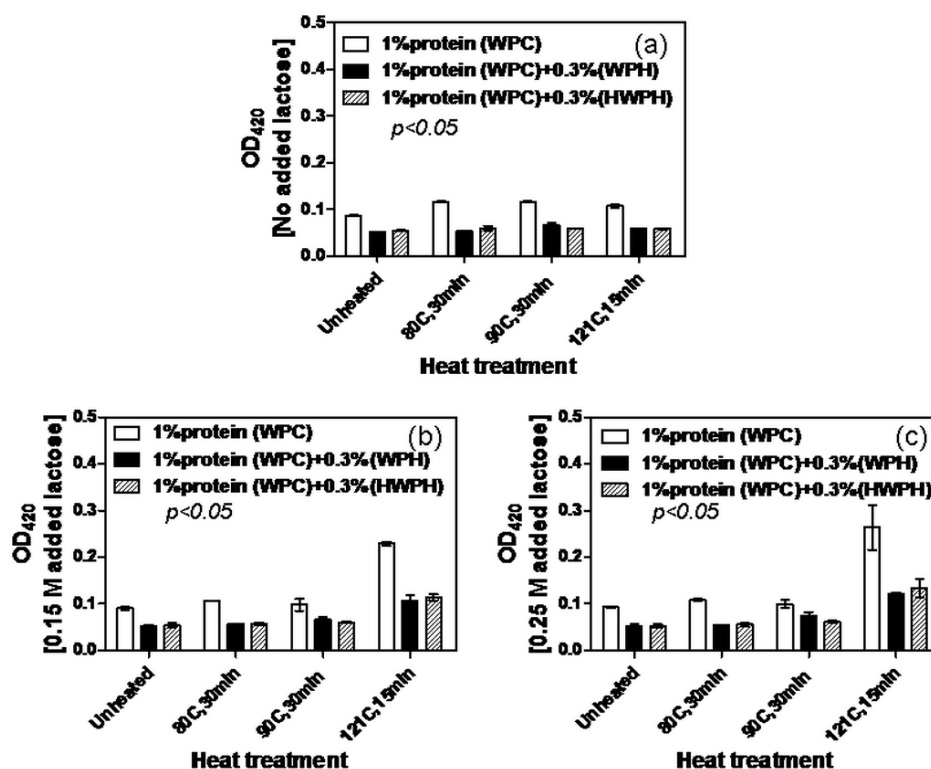 (a)
1%protein (WPC)
1%protein (WPC)+0.3%(WPH)
1%protein (WPC)+0.3%(HWPH)
p<0.05
OD420
[No added lactose]
0.5
0.4
0.3
0.2
0.1
0.0
Unheated
80C,30min
90C,30min
121C,15min
Heat treatment
(b)
1%protein (WPC)
1%protein (WPC)+0.3%(WPH)
1%protein (WPC)+0.3%(HWPH)
p<0.05
OD420
[0.15 M added lactose]
0.5
0.4
0.3
0.2
0.1
0.0
Unheated
80C,30min
90C,30min
121C,15min
Heat treatment
(c)
1%protein (WPC)
1%protein (WPC)+0.3%(WPH)
1%protein (WPC)+0.3%(HWPH)
p<0.05
OD420
[0.25 M added lactose]
0.5
0.4
0.3
0.2
0.1
0.0
Unheated
80C,30min
90C,30min
121C,15min
Heat treatment